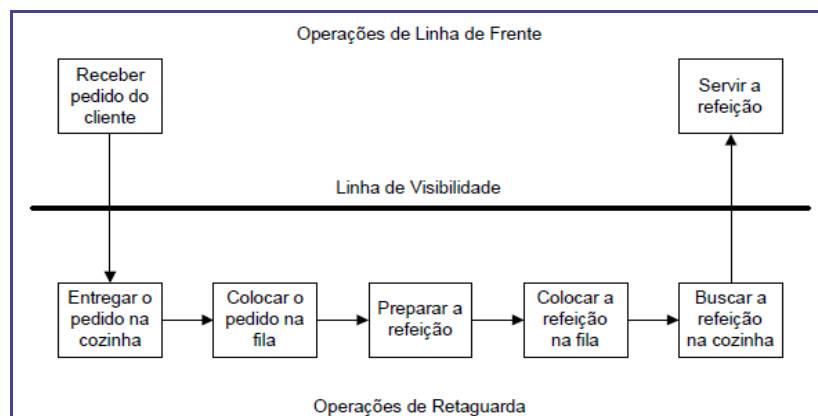 Operações de Linha de Frente
Receber
pedido do
cliente
Servir a
refeição
Linha de Visibilidade
Entregar o
pedido na
cozinha
Colocar o
pedido na
fila
Preparar a
refeição
Colocar a
refeição
na fila
Buscar a
refeição
na cozinha
Operações de Retaguarda